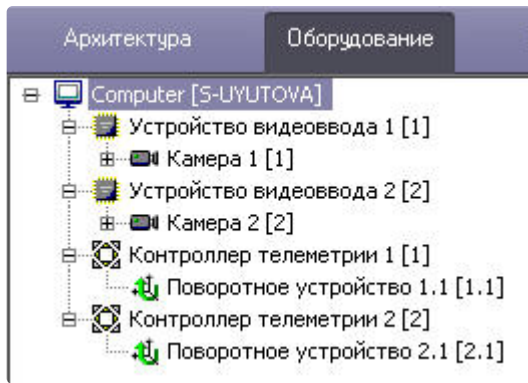 Архитектура Оборудование
Computer [S-UYUTOVA]
Устройство видеоввода 1 [1]
Камера 1 [1]
Устройство видеоввода 2 [2]
Камера 2 [2]
Контроллер телеметрии 1 [1]
Поворотное устройство 1.1 [1.1]
Контроллер телеметрии 2 [2]
Поворотное устройство 2.1 [2.1]